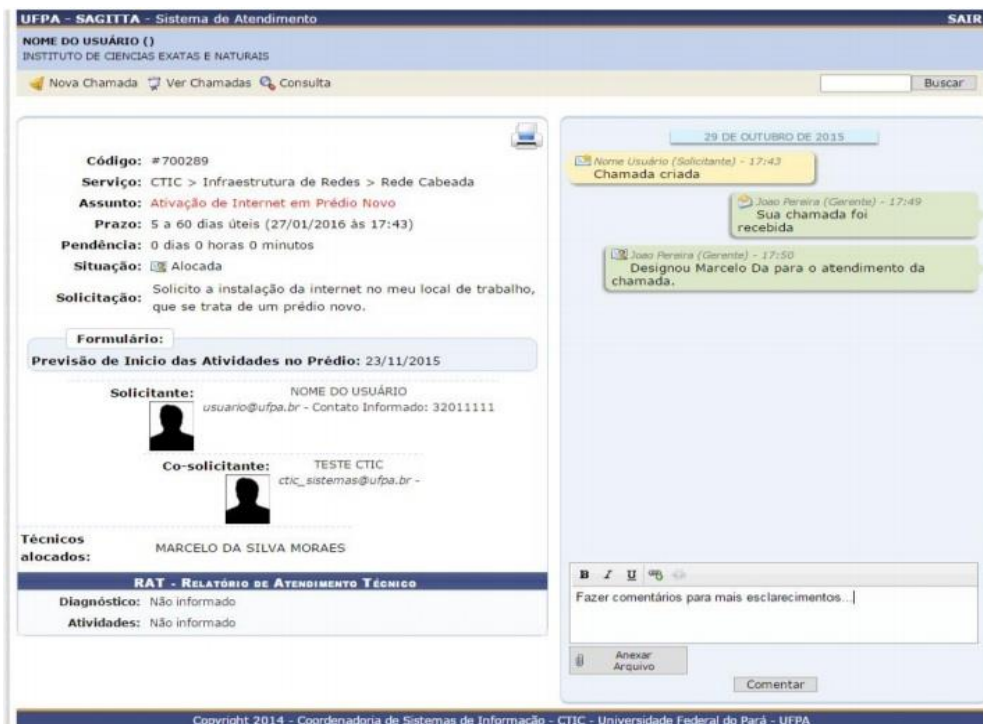 UFPA - SAGITTA - Sistema de Atendimento SAIR
NOME DO USUÁRIO ()
INSTITUTO DE CIENCIAS EXATAS E NATURAIS
Nova Chamada Ver Chamadas Consulta Buscar
Código: #700289
Serviço: CTIC > Infraestrutura de Redes > Rede Cabeada
Assunto: Ativação de Internet em Prédio Novo
Prazo: 5 a 60 dias úteis (27/01/2016 às 17:43)
Pendência: 0 dias 0 horas 0 minutos
Situação: Alocada
Solicitação: Solicito a instalação da internet no meu local de trabalho,
que se trata de um prédio novo.
Formulário:
Previsão de Inicio das Atividades no Prédio: 23/11/2015
Solicitante: NOME DO USUÁRIO
usuario@ufpa.br - Contato Informado: 32011111
Co-solicitante: TESTE CTIC
ctic_sistemas@ufpa.br -
Técnicos
alocados: MARCELO DA SILVA MORAES
RAT - RELATÓRIO DE ATENDIMENTO TÉCNICO
Diagnóstico: Não informado
Atividades: Não informado
29 DE OUTUBRO DE 2015
Nome Usuário (Solicitante) - 17:43
Chamada criada
Joao Pereira (Gerente) - 17:49
Sua chamada foi
recebida
Joao Pereira (Gerente) - 17:50
Designou Marcelo Da para o atendimento da
chamada.
B I U
Fazer comentários para mais esclarecimentos...
Anexar
Arquivo
Comentar
Copyright 2014 - Coordenadoria de Sistemas de Informação - CTIC - Universidade Federal do Pará - UFPA